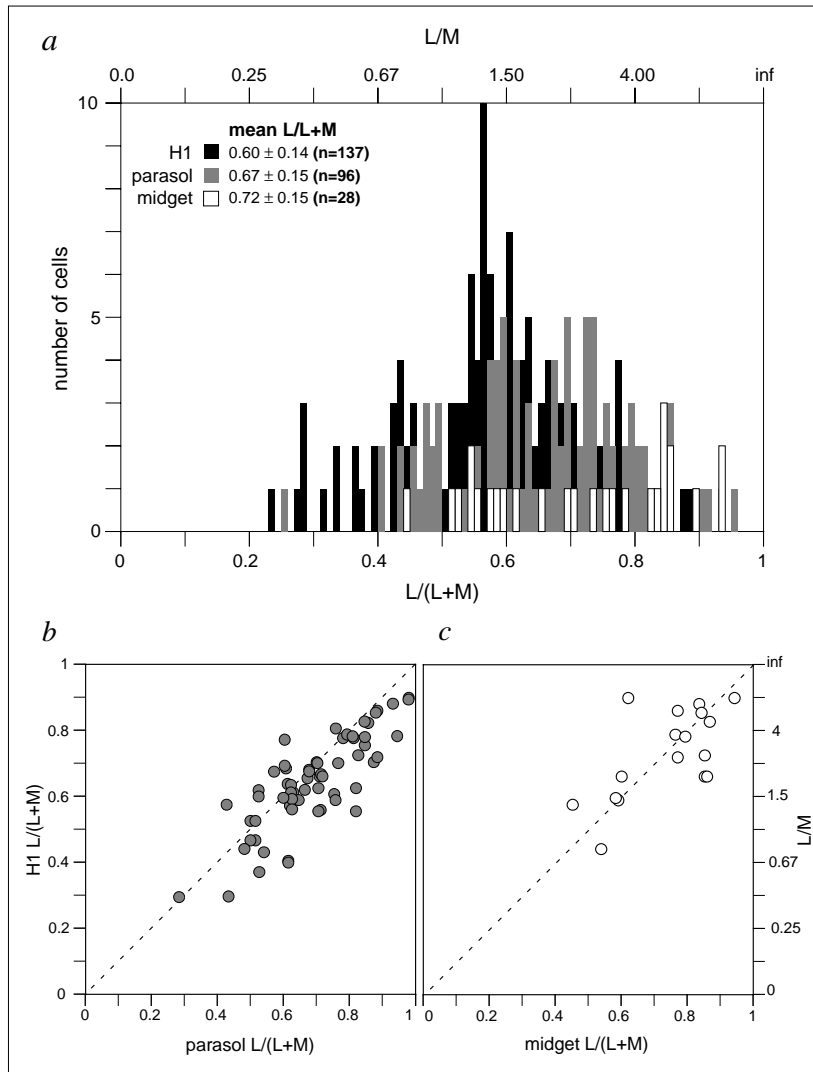 a
L/M
0.0 0.25 0.67 1.50 4.00 inf
10
mean L/L+M
H1 0.60 ± 0.14 (n=137)
parasol 0.67 ± 0.15 (n=96)
midget 0.72 ± 0.15 (n=28)
number of cells
5
0
0 0.2 0.4 0.6 0.8 1
L/(L+M)
b
1
0.8
0.6
0.4
0.2
0
H1 L/(L+M)
0 0.2 0.4 0.6 0.8 1
parasol L/(L+M)
c
inf
4
1.5
0.67
0.25
0
L/M
0 0.2 0.4 0.6 0.8 1
midget L/(L+M)